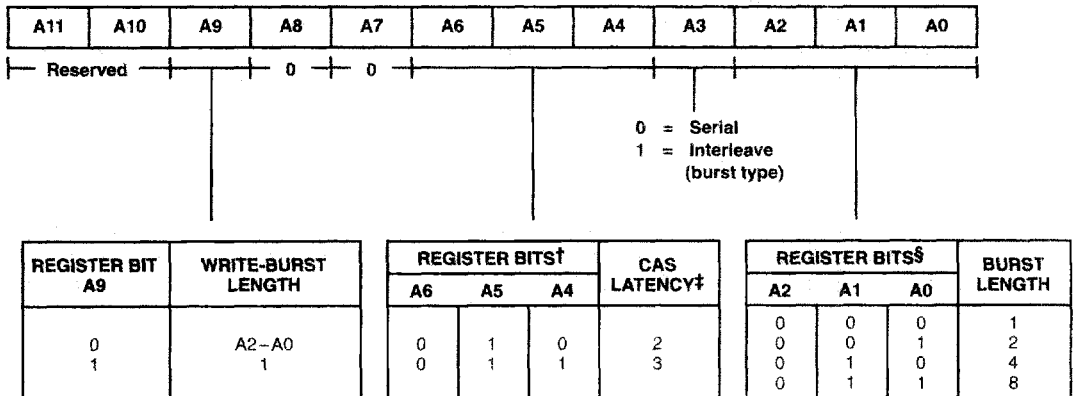 A11 A10 A9 A8 A7 A6 A5 A4 A3 A2 A1 A0
Reserved 0 0
0 = Serial
1 = Interleave
(burst type)
REGISTER BIT
A9
WRITE-BURST
LENGTH
0 A2–A0
1 1
REGISTER BITS†
CAS
LATENCY‡
A6 A5 A4
0 1 0 2
0 1 1 3
REGISTER BITS§
BURST
LENGTH
A2 A1 A0
0 0 0 1
0 0 1 2
0 1 0 4
0 1 1 8